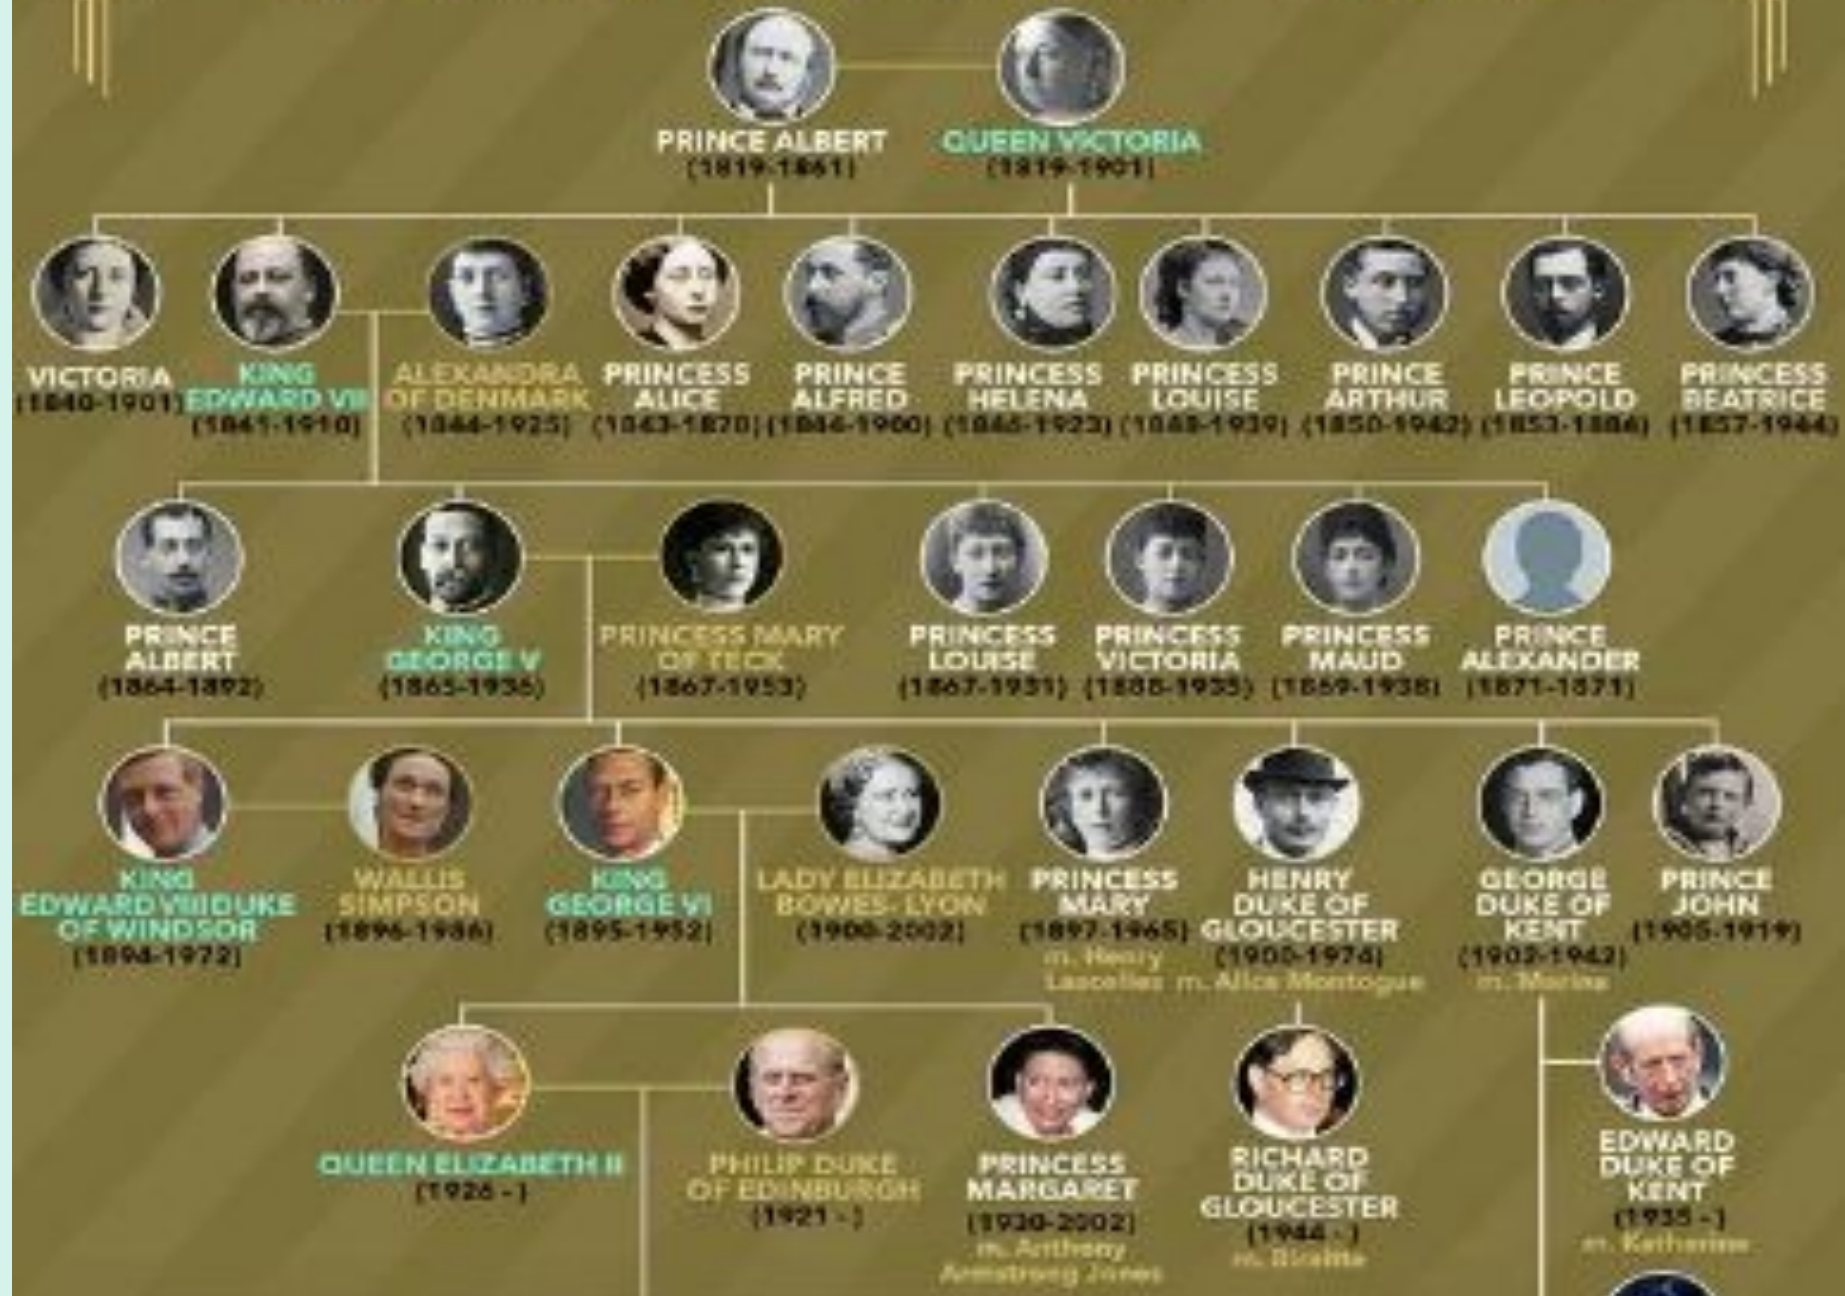 PRINCE ALBERT
(1819-1861)
QUEEN VICTORIA
(1819-1901)
VICTORIA
(1840-1901)
KING
EDWARD VII
(1841-1910)
ALEXANDRA
OF DENMARK
(1844-1925)
PRINCESS
ALICE
(1843-1878)
PRINCE
ALFRED
(1844-1900)
PRINCESS
HELENA
(1846-1923)
PRINCESS
LOUISE
(1848-1939)
PRINCE
ARTHUR
(1850-1942)
PRINCE
LEOPOLD
(1853-1884)
PRINCESS
BEATRICE
(1857-1944)
PRINCE
ALBERT
(1864-1892)
KING
GEORGE V
(1865-1936)
PRINCESS MARY
OF TECK
(1867-1953)
PRINCESS
LOUISE
(1867-1931)
PRINCESS
VICTORIA
(1888-1935)
PRINCESS
MAUD
(1869-1938)
PRINCE
ALEXANDER
(1871-1871)
KING
EDWARD VIII DUKE
OF WINDSOR
(1894-1972)
WALLIS
SIMPSON
(1896-1986)
KING
GEORGE VI
(1895-1952)
LADY ELIZABETH
BOWES- LYON
(1900-2002)
PRINCESS
MARY
(1897-1965)
m. Henry
Lascelles
HENRY
DUKE OF
GLOUCESTER
(1900-1974)
m. Alice Montogue
GEORGE
DUKE OF
KENT
(1902-1942)
m. Marina
PRINCE
JOHN
(1905-1919)
QUEEN ELIZABETH II
(1926 - )
PHILIP DUKE
OF EDINBURGH
(1921 - )
PRINCESS
MARGARET
(1930-2002)
m. Anthony
Armstrong Jones
RICHARD
DUKE OF
GLOUCESTER
(1944 - )
m. Birgitte
EDWARD
DUKE OF
KENT
(1935 - )
m. Katherine